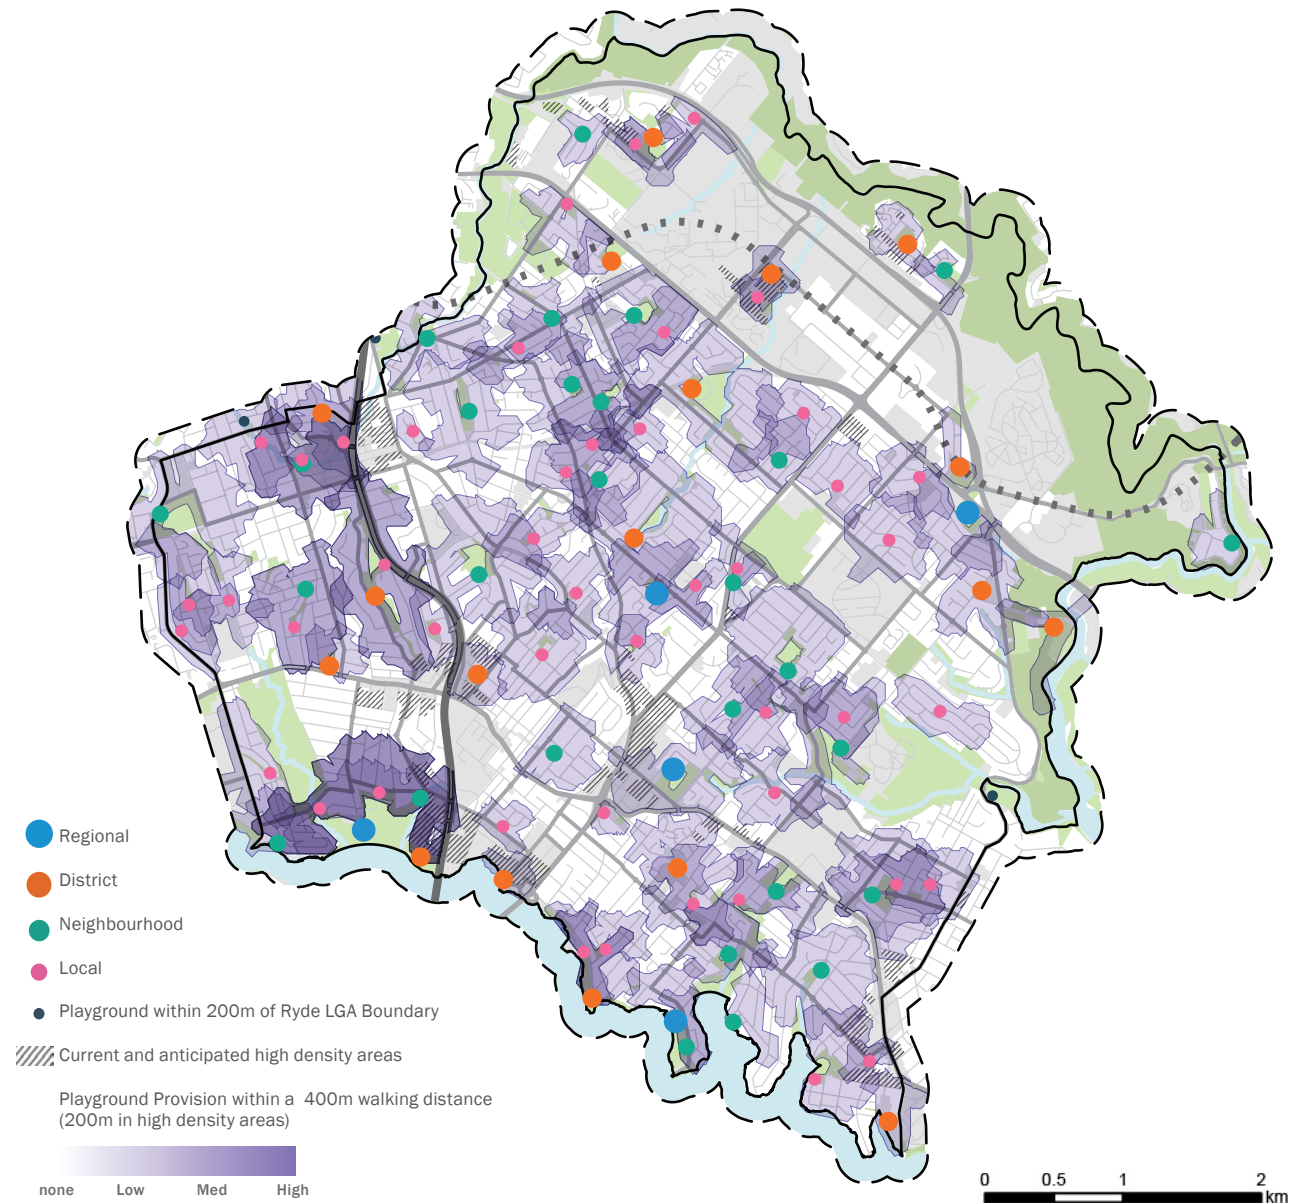 Regional
District
Neighbourhood
Local
Playground within 200m of Ryde LGA Boundary
Current and anticipated high density areas
Playground Provision within a 400m walking distance
(200m in high density areas)
none Low Med High
0 0.5 1 2
km